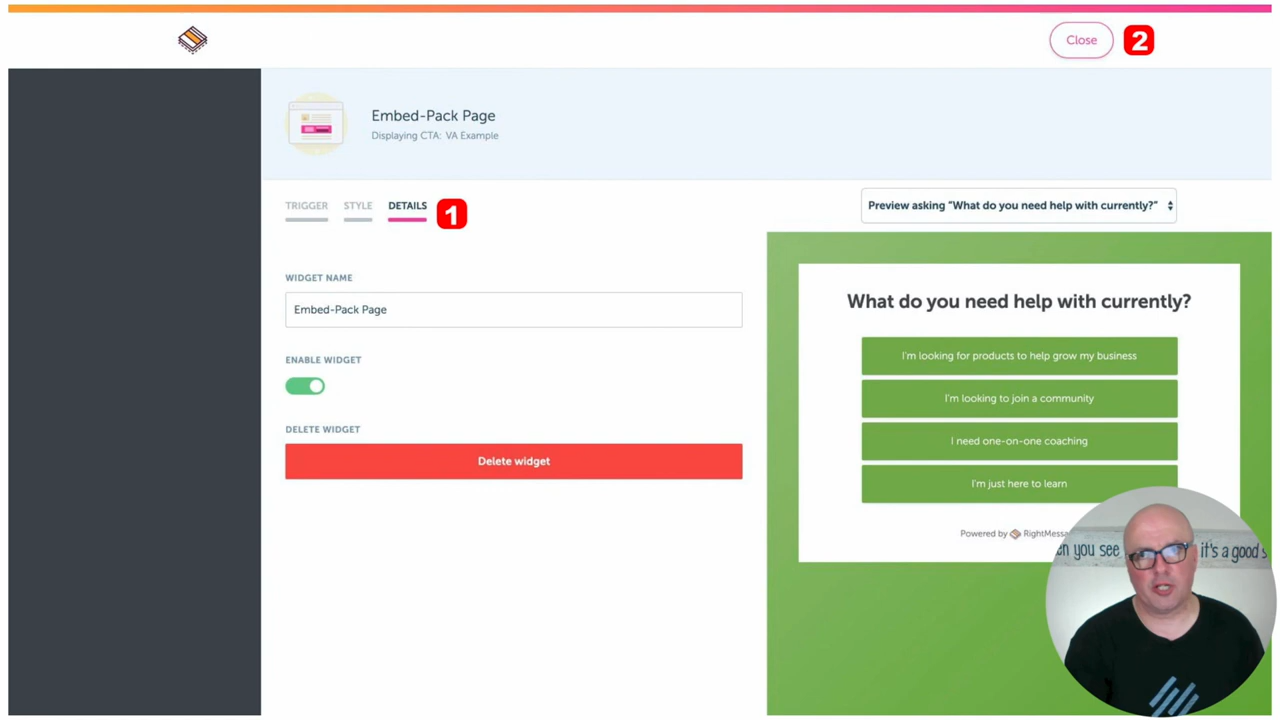 Close
2
Embed-Pack Page
Displaying CTA: VA Example
TRIGGER STYLE DETAILS
1
Preview asking "What do you need help with currently?"
WIDGET NAME
Embed-Pack Page
ENABLE WIDGET
DELETE WIDGET
Delete widget
What do you need help with currently?
I'm looking for products to help grow my business
I'm looking to join a community
I need one-on-one coaching
I'm just here to learn
Powered by RightMessa
you see it's a good